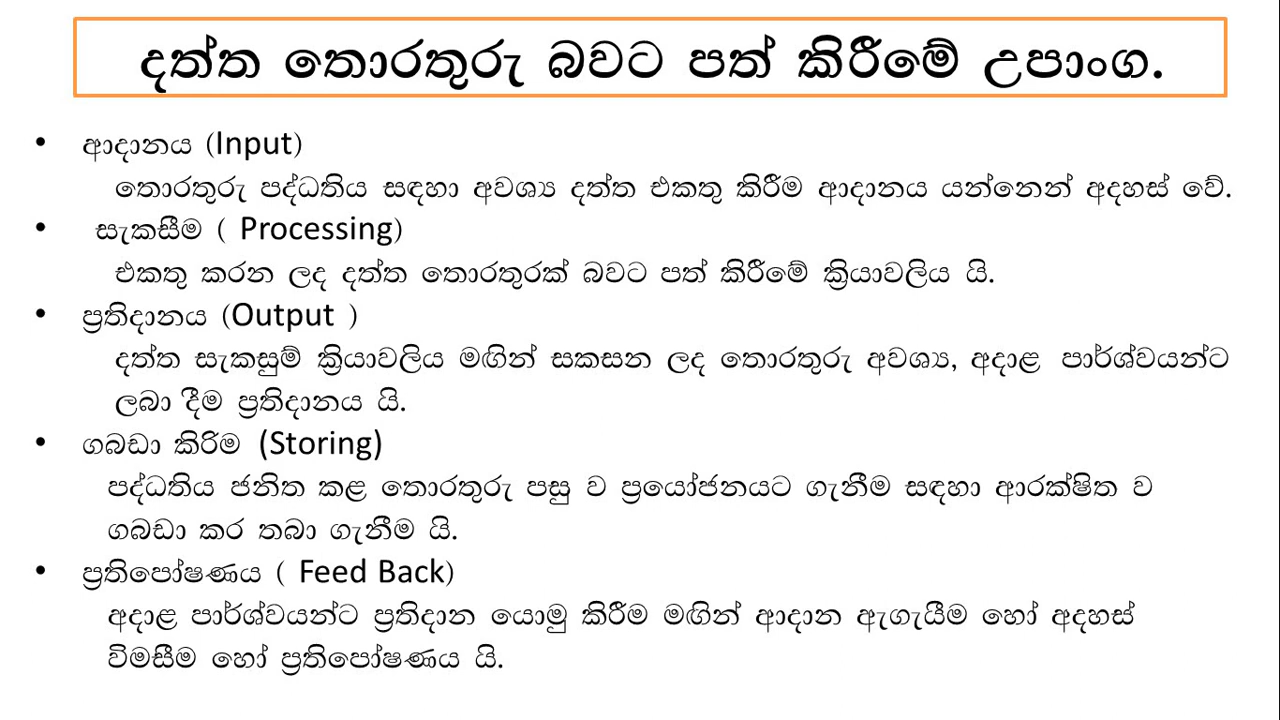 දත්ත තොරතුරු බවට පත් කිරීමේ උපාංග.
• ආදානය (Input)
තොරතුරු පද්ධතිය සඳහා අවශ්‍ය දත්ත එකතු කිරීම ආදානය යන්නෙන් අදහස් වේ.
• සැකසීම ( Processing)
එකතු කරන ලද දත්ත තොරතුරක් බවට පත් කිරීමේ ක්‍රියාවලිය යි.
• ප්‍රතිදානය (Output )
දත්ත සැකසුම් ක්‍රියාවලිය මඟින් සකසන ලද තොරතුරු අවශ්‍ය, අදාළ පාර්ශ්වයන්ට
ලබා දීම ප්‍රතිදානය යි.
• ගබඩා කිරිම (Storing)
පද්ධතිය ජනිත කළ තොරතුරු පසු ව ප්‍රයෝජනයට ගැනීම සඳහා ආරක්ෂිත ව
ගබඩා කර තබා ගැනීම යි.
• ප්‍රතිපෝෂණය ( Feed Back)
අදාළ පාර්ශ්වයන්ට ප්‍රතිදාන යොමු කිරීම මඟින් ආදාන ඇගැයීම හෝ අදහස්
විමසීම හෝ ප්‍රතිපෝෂණය යි.